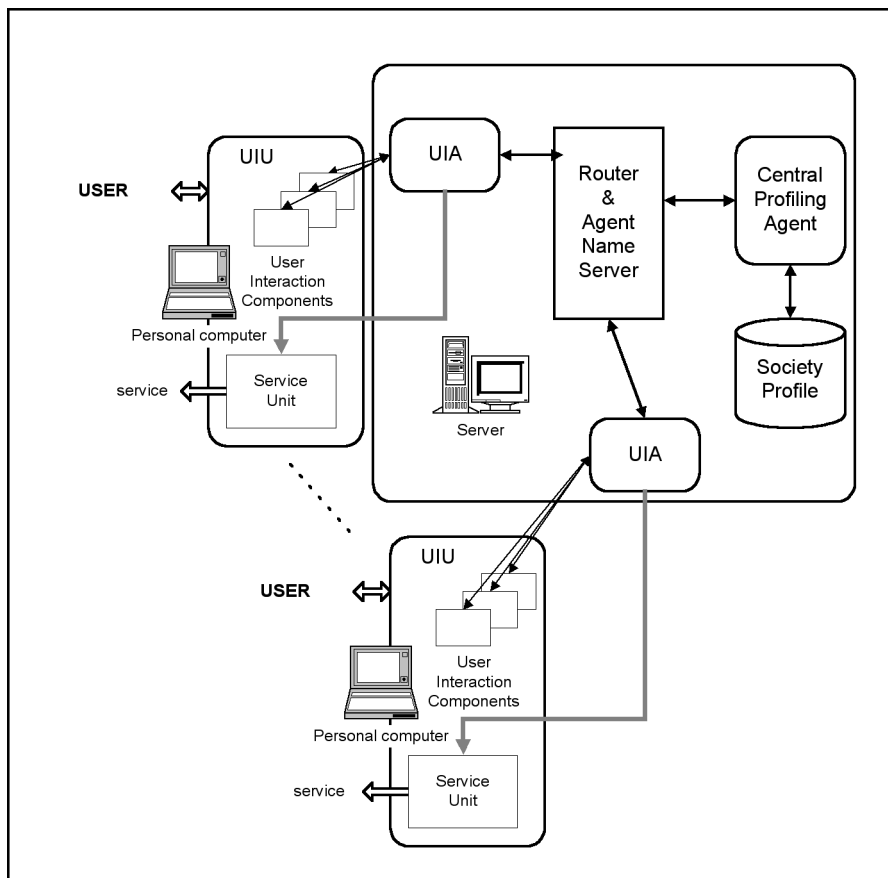 UIU
UIA
USER
Router
&
Agent
Name
Server
Central
Profiling
Agent
User
Interaction
Components
Personal computer
Society
Profile
service
Service
Unit
Server
UIA
UIU
USER
User
Interaction
Components
Personal computer
service
Service
Unit